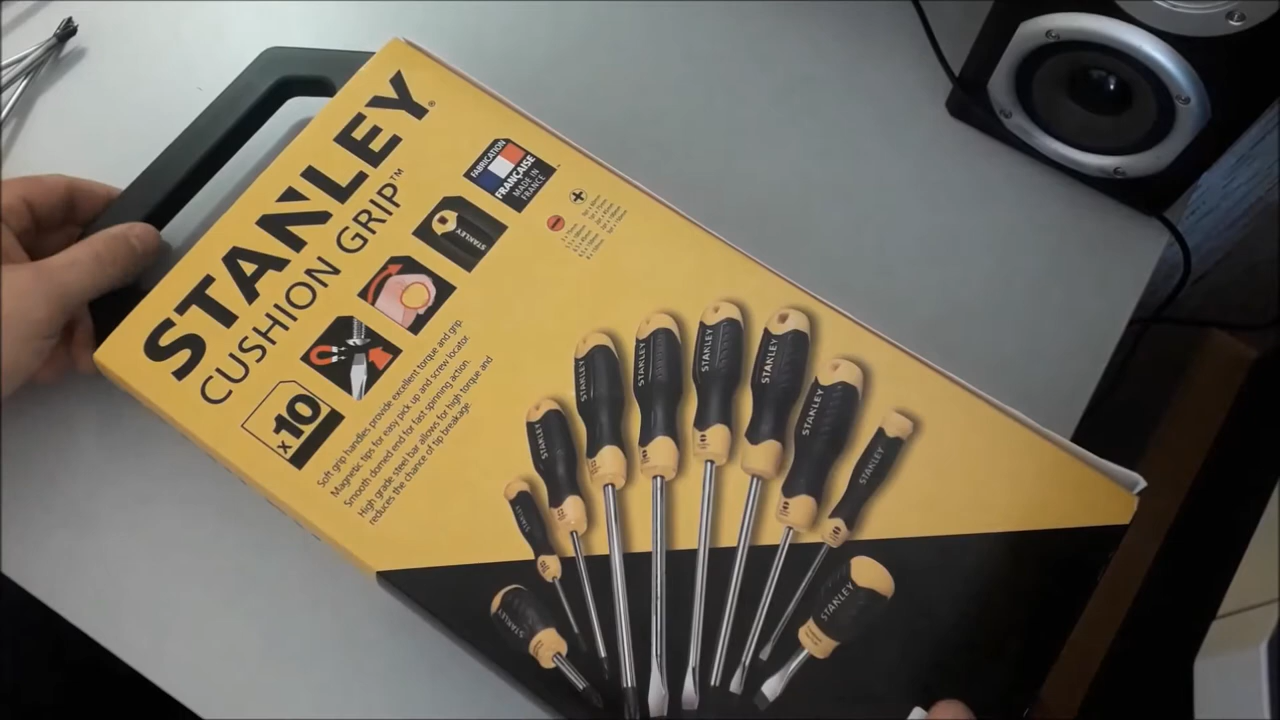 STANLEY®
CUSHION GRIP™
x10
STANLEY
FABRICATION
FRANÇAISE
MADE IN
FRANCE
Soft grip handles provide excellent torque and grip.
Magnetic tips for easy pick up and screw locator.
Smooth domed end for fast spinning action.
High grade steel bar allows for high torque and
reduces the chance of tip breakage.
STANLEY
STANLEY
STANLEY
STANLEY
STANLEY
STANLEY
STANLEY
STANLEY
STANLEY
STANLEY